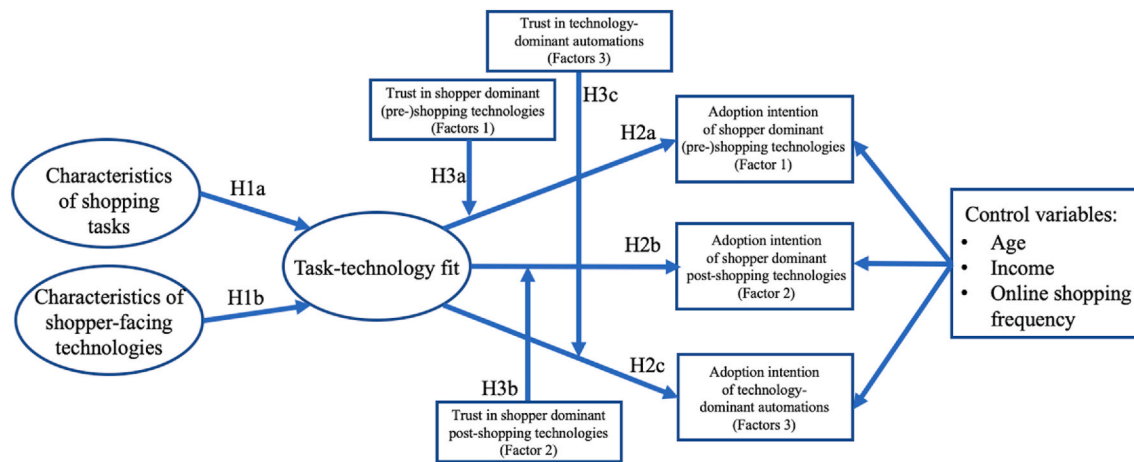 Trust in technology-
dominant automations
(Factors 3)
Trust in shopper dominant
(pre-)shopping technologies
(Factors 1)
H3c
H3a
H2a
Adoption intention
of shopper dominant
(pre-)shopping technologies
(Factor 1)
Characteristics
of shopping
tasks
H1a
Characteristics of
shopper-facing
technologies
H1b
Task-technology fit
H2b
Adoption intention
of shopper dominant
post-shopping technologies
(Factor 2)
Control variables:
• Age
• Income
• Online shopping
frequency
H2c
H3b
Adoption intention
of technology-
dominant automations
(Factors 3)
Trust in shopper dominant
post-shopping technologies
(Factor 2)